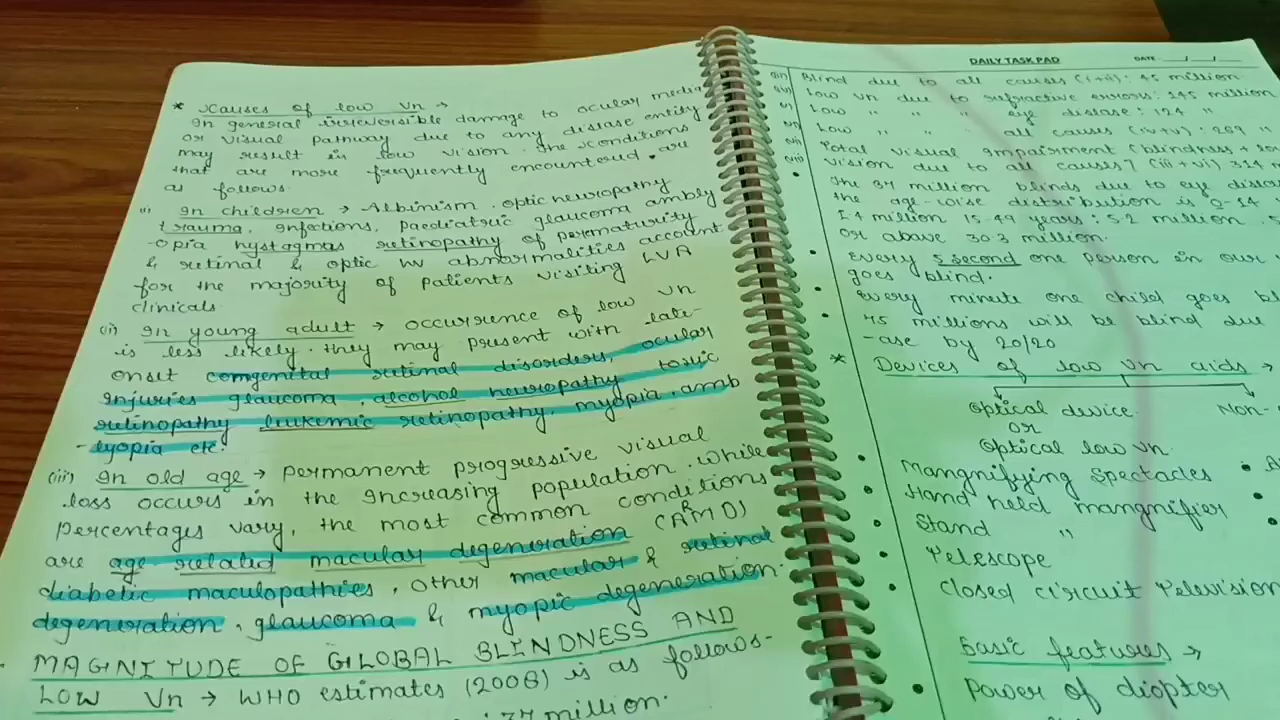 * Causes of low Vn →
In general irreversible damage to ocular media
or visual pathway due to any disease entity
may result in low vision. The conditions
that are more frequently encountered are
as follows
(i) In children → Albinism, optic neuropathy
trauma, infections, Paediatric glaucoma ambly
-opia hystagmas retinopathy of permaturity
& retinal & optic nv abnormalities account
for the majority of patients visiting LVA
clinicals
(ii) In young adult → occurrence of low Vn
is less likely. They may present with late-
onset comgenital retinal disorders, ocular
injuries glaucoma, alcohol neuropathy toxic
retinopathy leukemic retinopathy, myopia, amb
-lyopia etc.
(iii) In old age → permanent progressive visual
loss occurs in the increasing population. while
percentages vary, the most common conditions
are age related macular degeneration (ARMD)
diabetic maculopathies, other macular & retinal
degeneration, glaucoma & myopic degeneration.
MAGNITUDE OF GLOBAL BLINDNESS AND
LOW Vn → WHO estimates (2008) is as follows-
million.
DAILY TASK PAD DATE
Blind due to all causes (i+ii): 45 million
Low Vn due to refractive errors: 145 million
Low " " " eye disease: 124 "
Low " " " all causes (iv+v): 269 "
Total visual impairment (blindness + low
vision due to all causes) (iii + vi) 314
The 37 million blinds due to eye
the age-wise distribution is 0-14
1.4 million 15-49 years: 5.2 million
or above 30.3 million.
• Every 5 second one person in our
goes blind.
• Every minute one child goes
75 millions will be blind due
-ase by 20/20
* Devices of low Vn aids →
Optical device Non-
or
Optical low Vn
• Mangnifying Spectacles
• Hand held mangnifier
• Stand "
• Telescope
• Closed circuit Television
Basic features →
• Power of diopter